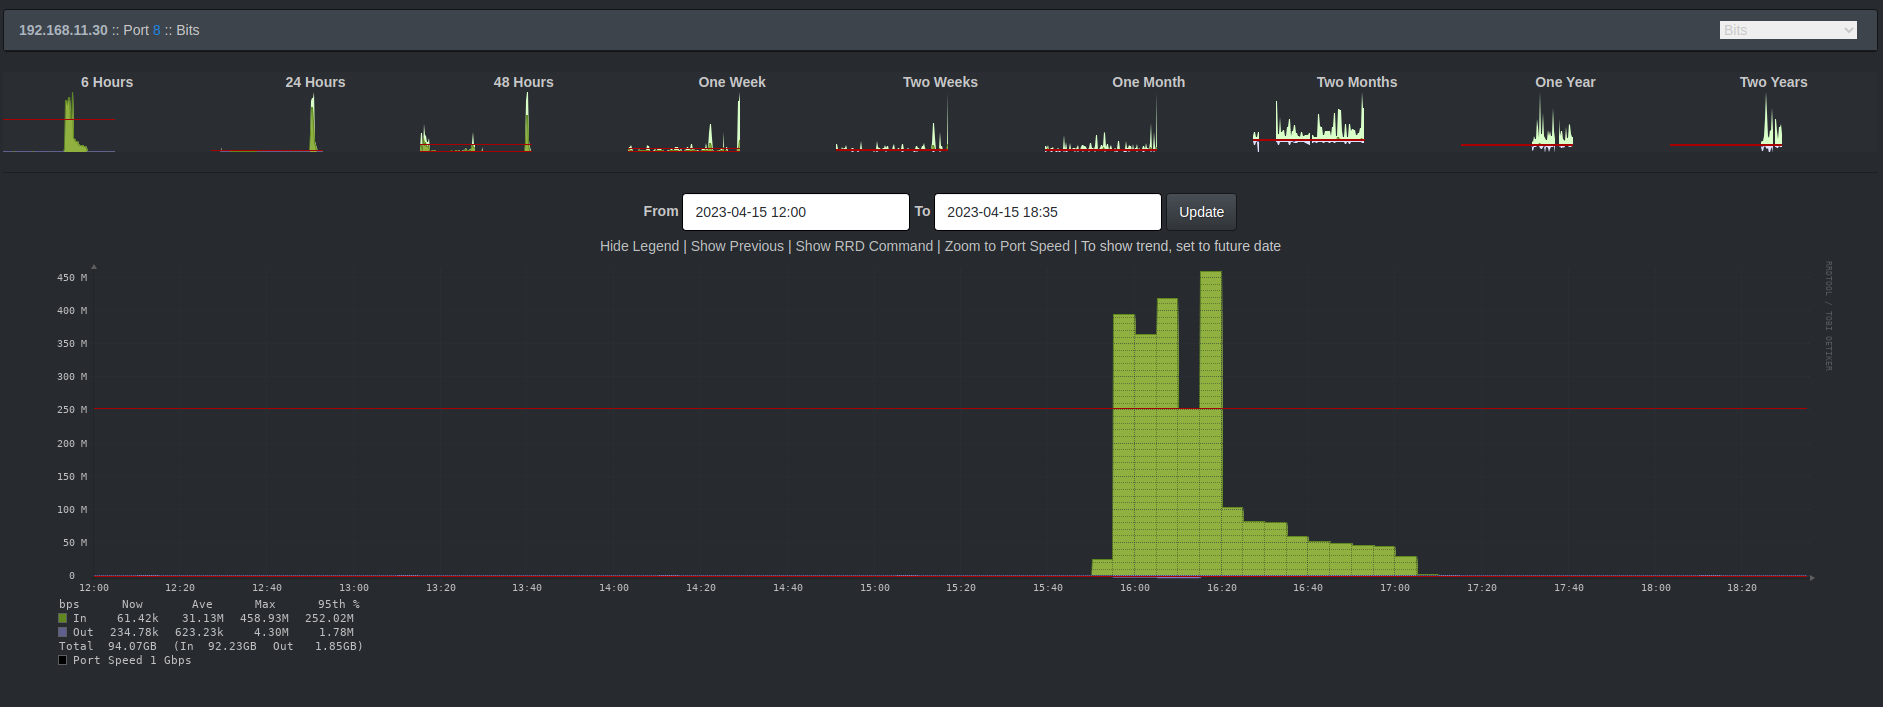 192.168.11.30 :: Port 8 :: Bits
Bits
6 Hours 24 Hours 48 Hours One Week Two Weeks One Month Two Months One Year Two Years
From 2023-04-15 12:00 To 2023-04-15 18:35 Update
Hide Legend | Show Previous | Show RRD Command | Zoom to Port Speed | To show trend, set to future date
RRDTOOL / TOBI OETIKER
450 M
400 M
350 M
300 M
250 M
200 M
150 M
100 M
50 M
0
12:00 12:20 12:40 13:00 13:20 13:40 14:00 14:20 14:40 15:00 15:20 15:40 16:00 16:20 16:40 17:00 17:20 17:40 18:00 18:20
bps Now Ave Max 95th %
In 61.42k 31.13M 458.93M 252.02M
Out 234.78k 623.23k 4.30M 1.78M
Total 94.07GB (In 92.23GB Out 1.85GB)
Port Speed 1 Gbps